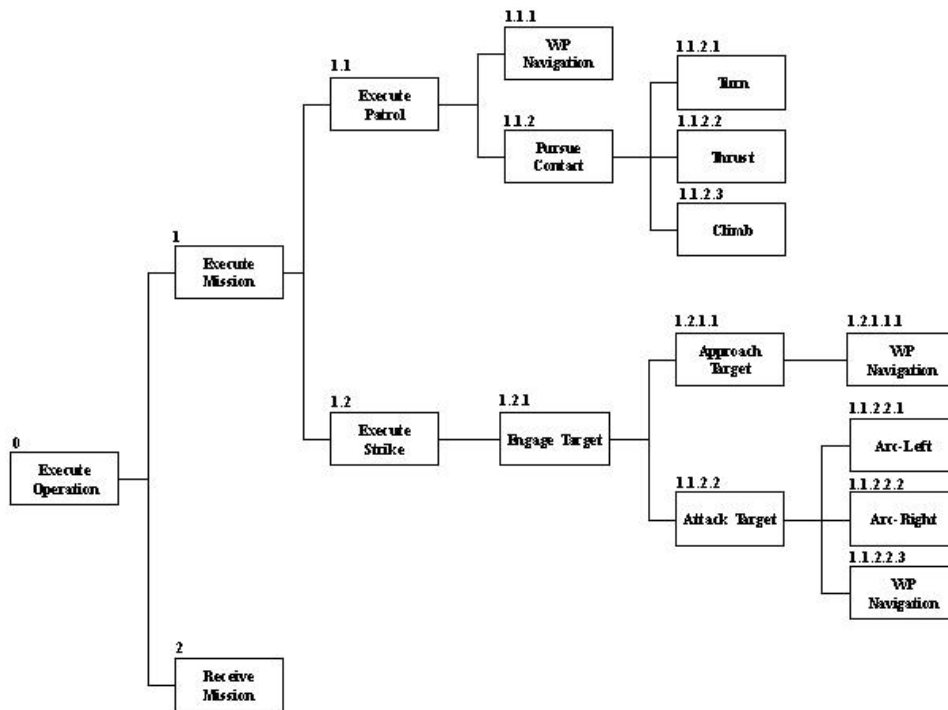 1.1.1
WP
Navigation
1.1
Execute
Patrol
1.1.2
Pursue
Contact
1.1.2.1
Turn
1.1.2.2
Thrust
1.1.2.3
Climb
1
Execute
Mission
1.2.1.1
Approach
Target
1.2.1.1.1
WP
Navigation
1.2
Execute
Strike
1.2.1
Engage Target
1.1.2.2
Attack Target
1.1.2.2.1
Arc-Left
1.1.2.2.2
Arc-Right
1.1.2.2.3
WP
Navigation
0
Execute
Operation
2
Receive
Mission